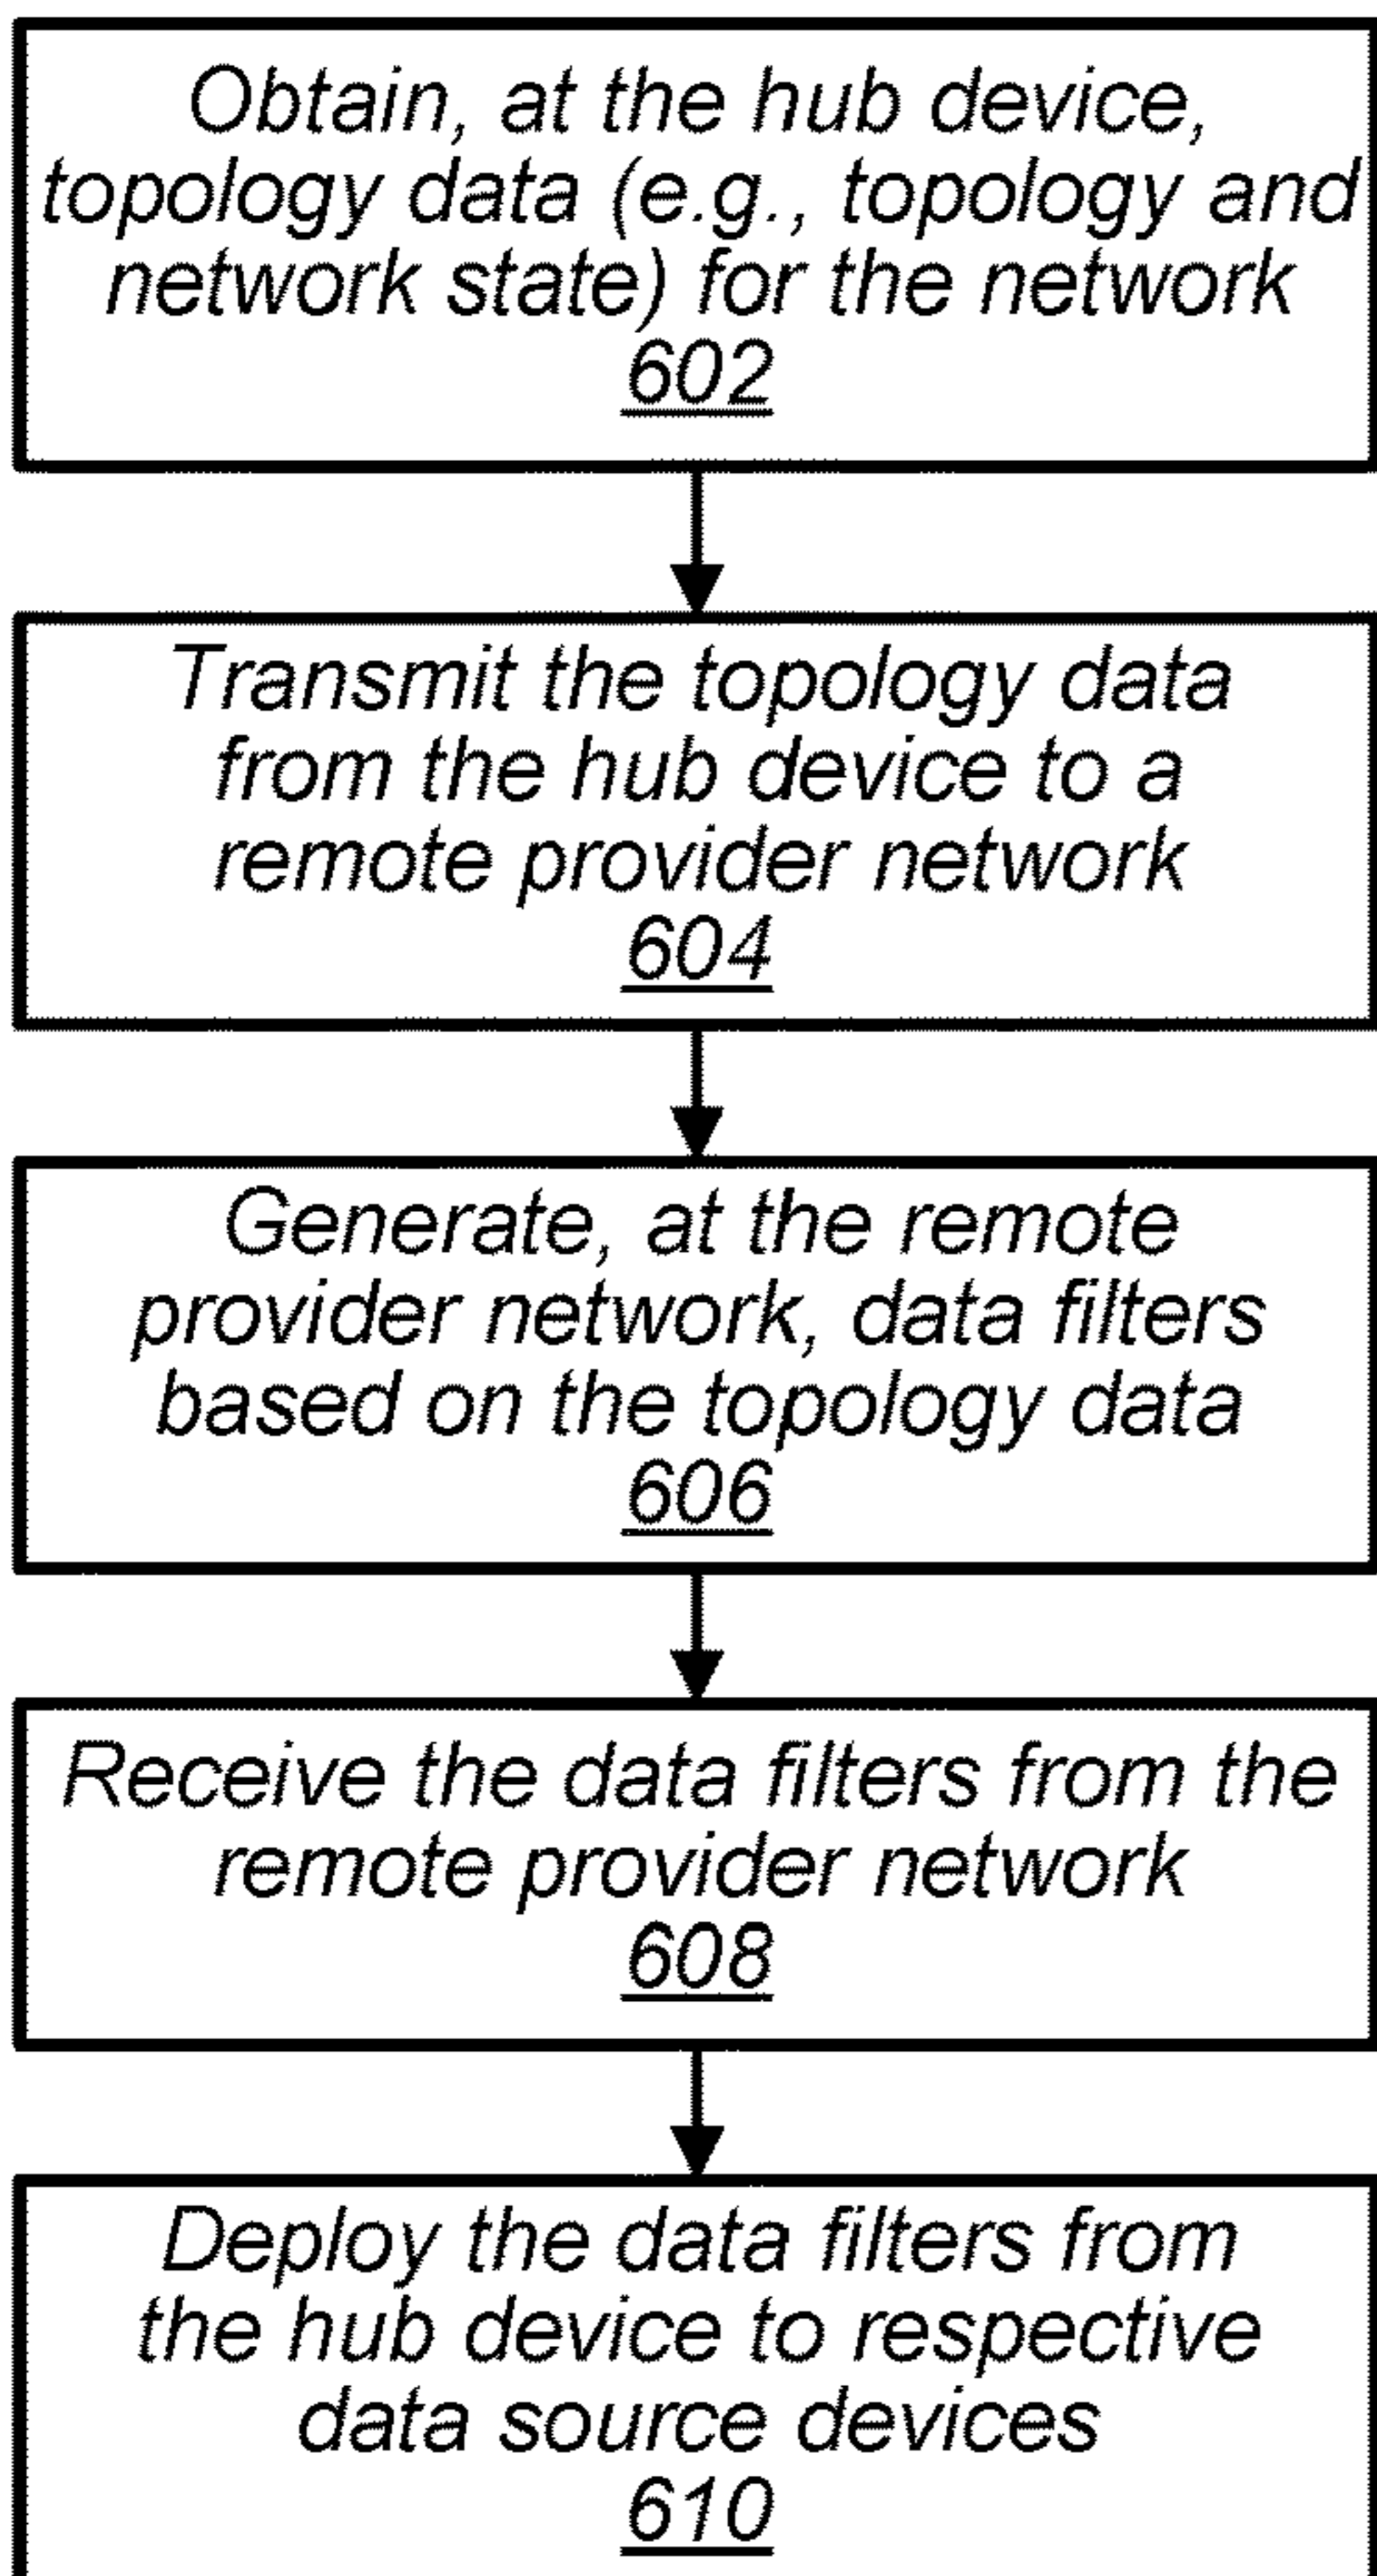 Obtain, at the hub device,
topology data (e.g., topology and
network state) for the network
602
Transmit the topology data
from the hub device to a
remote provider network
604
Generate, at the remote
provider network, data filters
based on the topology data
606
Receive the data filters from the
remote provider network
608
Deploy the data filters from
the hub device to respective
data source devices
610